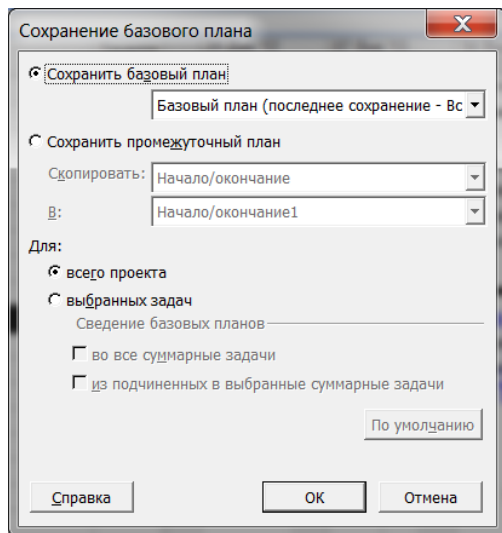 Сохранение базового плана
Сохранить базовый план
Базовый план (последнее сохранение - Вс
Сохранить промежуточный план
Скопировать:
Начало/окончание
В:
Начало/окончание1
Для:
всего проекта
выбранных задач
Сведение базовых планов
во все суммарные задачи
из подчиненных в выбранные суммарные задачи
По умолчанию
Справка
ОК
Отмена